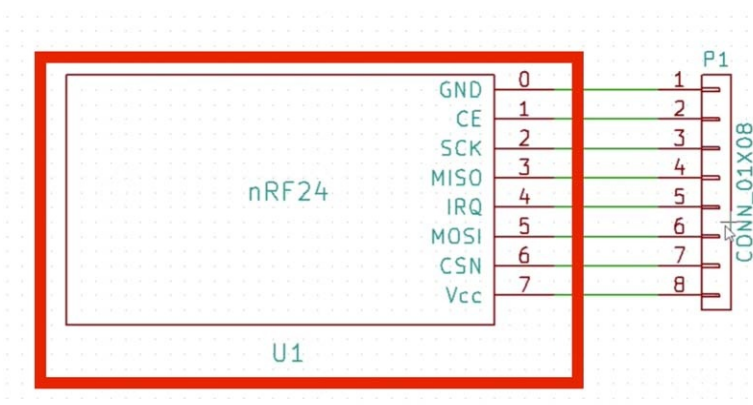 P1
GND 0 1
CE 1 2
SCK 2 3
MISO 3 4
nRF24
IRQ 4 5
MOSI 5 6
CSN 6 7
Vcc 7 8
CONN_01X08
U1